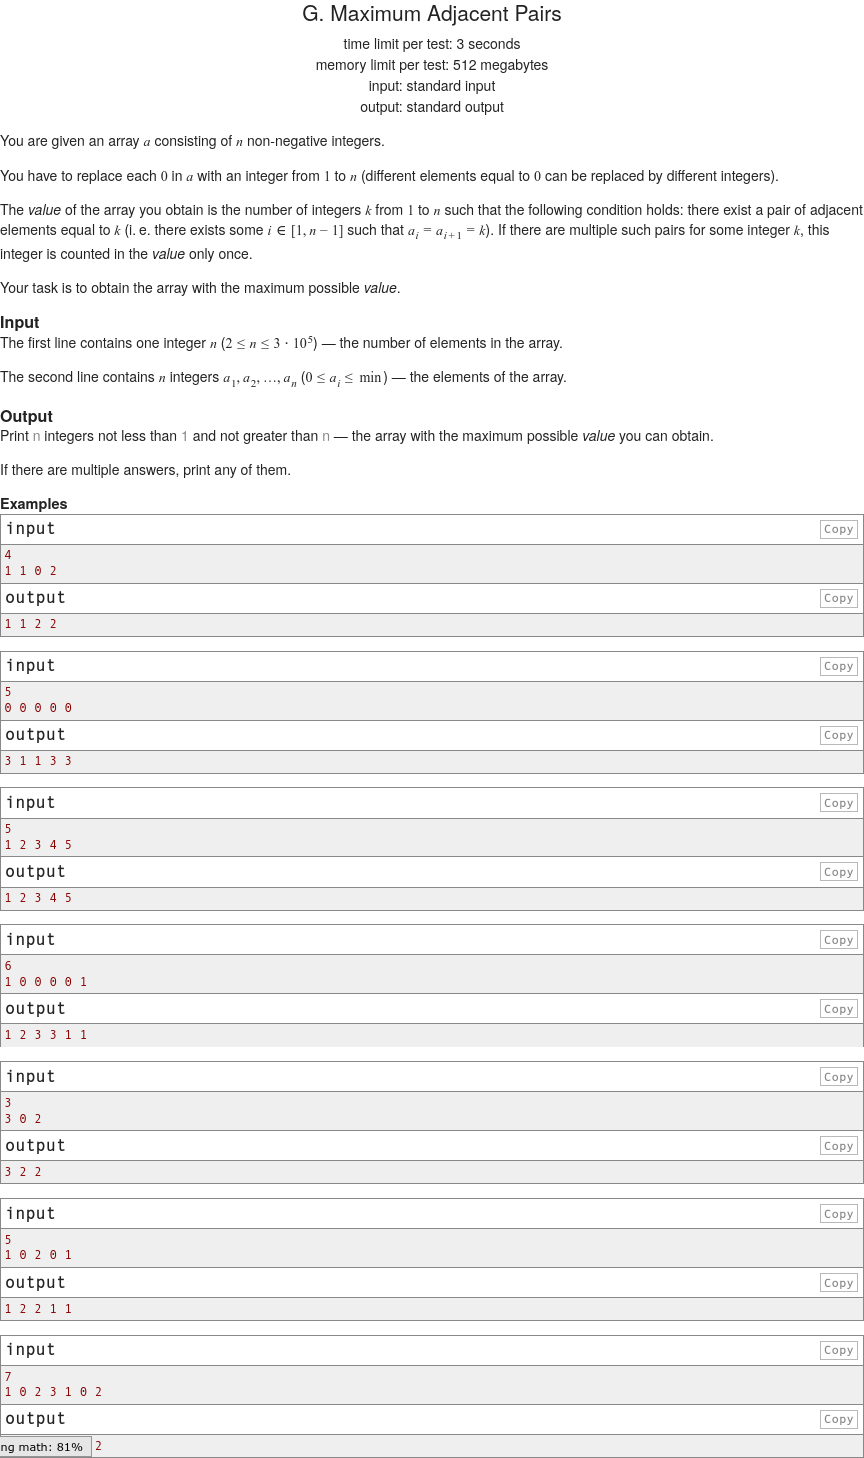 G. Maximum Adjacent Pairs
time limit per test: 3 seconds
memory limit per test: 512 megabytes
input: standard input
output: standard output
You are given an array a consisting of n non-negative integers.
You have to replace each 0 in a with an integer from 1 to n (different elements equal to 0 can be replaced by different integers).
The value of the array you obtain is the number of integers k from 1 to n such that the following condition holds: there exist a pair of adjacent
elements equal to k (i. e. there exists some i ∈ [1, n − 1] such that a_i = a_{i+1} = k). If there are multiple such pairs for some integer k, this
integer is counted in the value only once.
Your task is to obtain the array with the maximum possible value.
Input
The first line contains one integer n (2 ≤ n ≤ 3 · 10^5) — the number of elements in the array.
The second line contains n integers a_1, a_2, …, a_n (0 ≤ a_i ≤ min) — the elements of the array.
Output
Print n integers not less than 1 and not greater than n — the array with the maximum possible value you can obtain.
If there are multiple answers, print any of them.
Examples
input Copy
4
1 1 0 2
output Copy
1 1 2 2
input Copy
5
0 0 0 0 0
output Copy
3 1 1 3 3
input Copy
5
1 2 3 4 5
output Copy
1 2 3 4 5
input Copy
6
1 0 0 0 0 1
output Copy
1 2 3 3 1 1
input Copy
3
3 0 2
output Copy
3 2 2
input Copy
5
1 0 2 0 1
output Copy
1 2 2 1 1
input Copy
7
1 0 2 3 1 0 2
output Copy
ng math: 81% 2